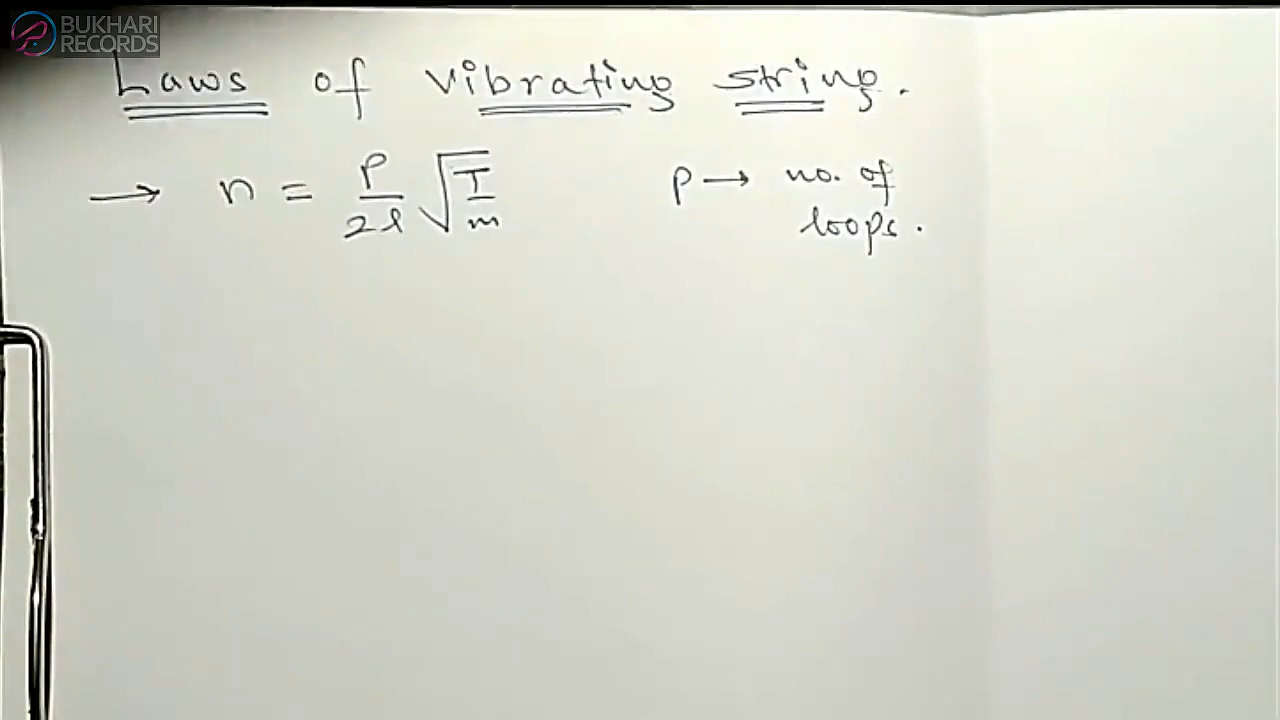 BUKHARI
RECORDS
Laws of vibrating string.
→ n = P/2l √T/m
p → no. of
loops.